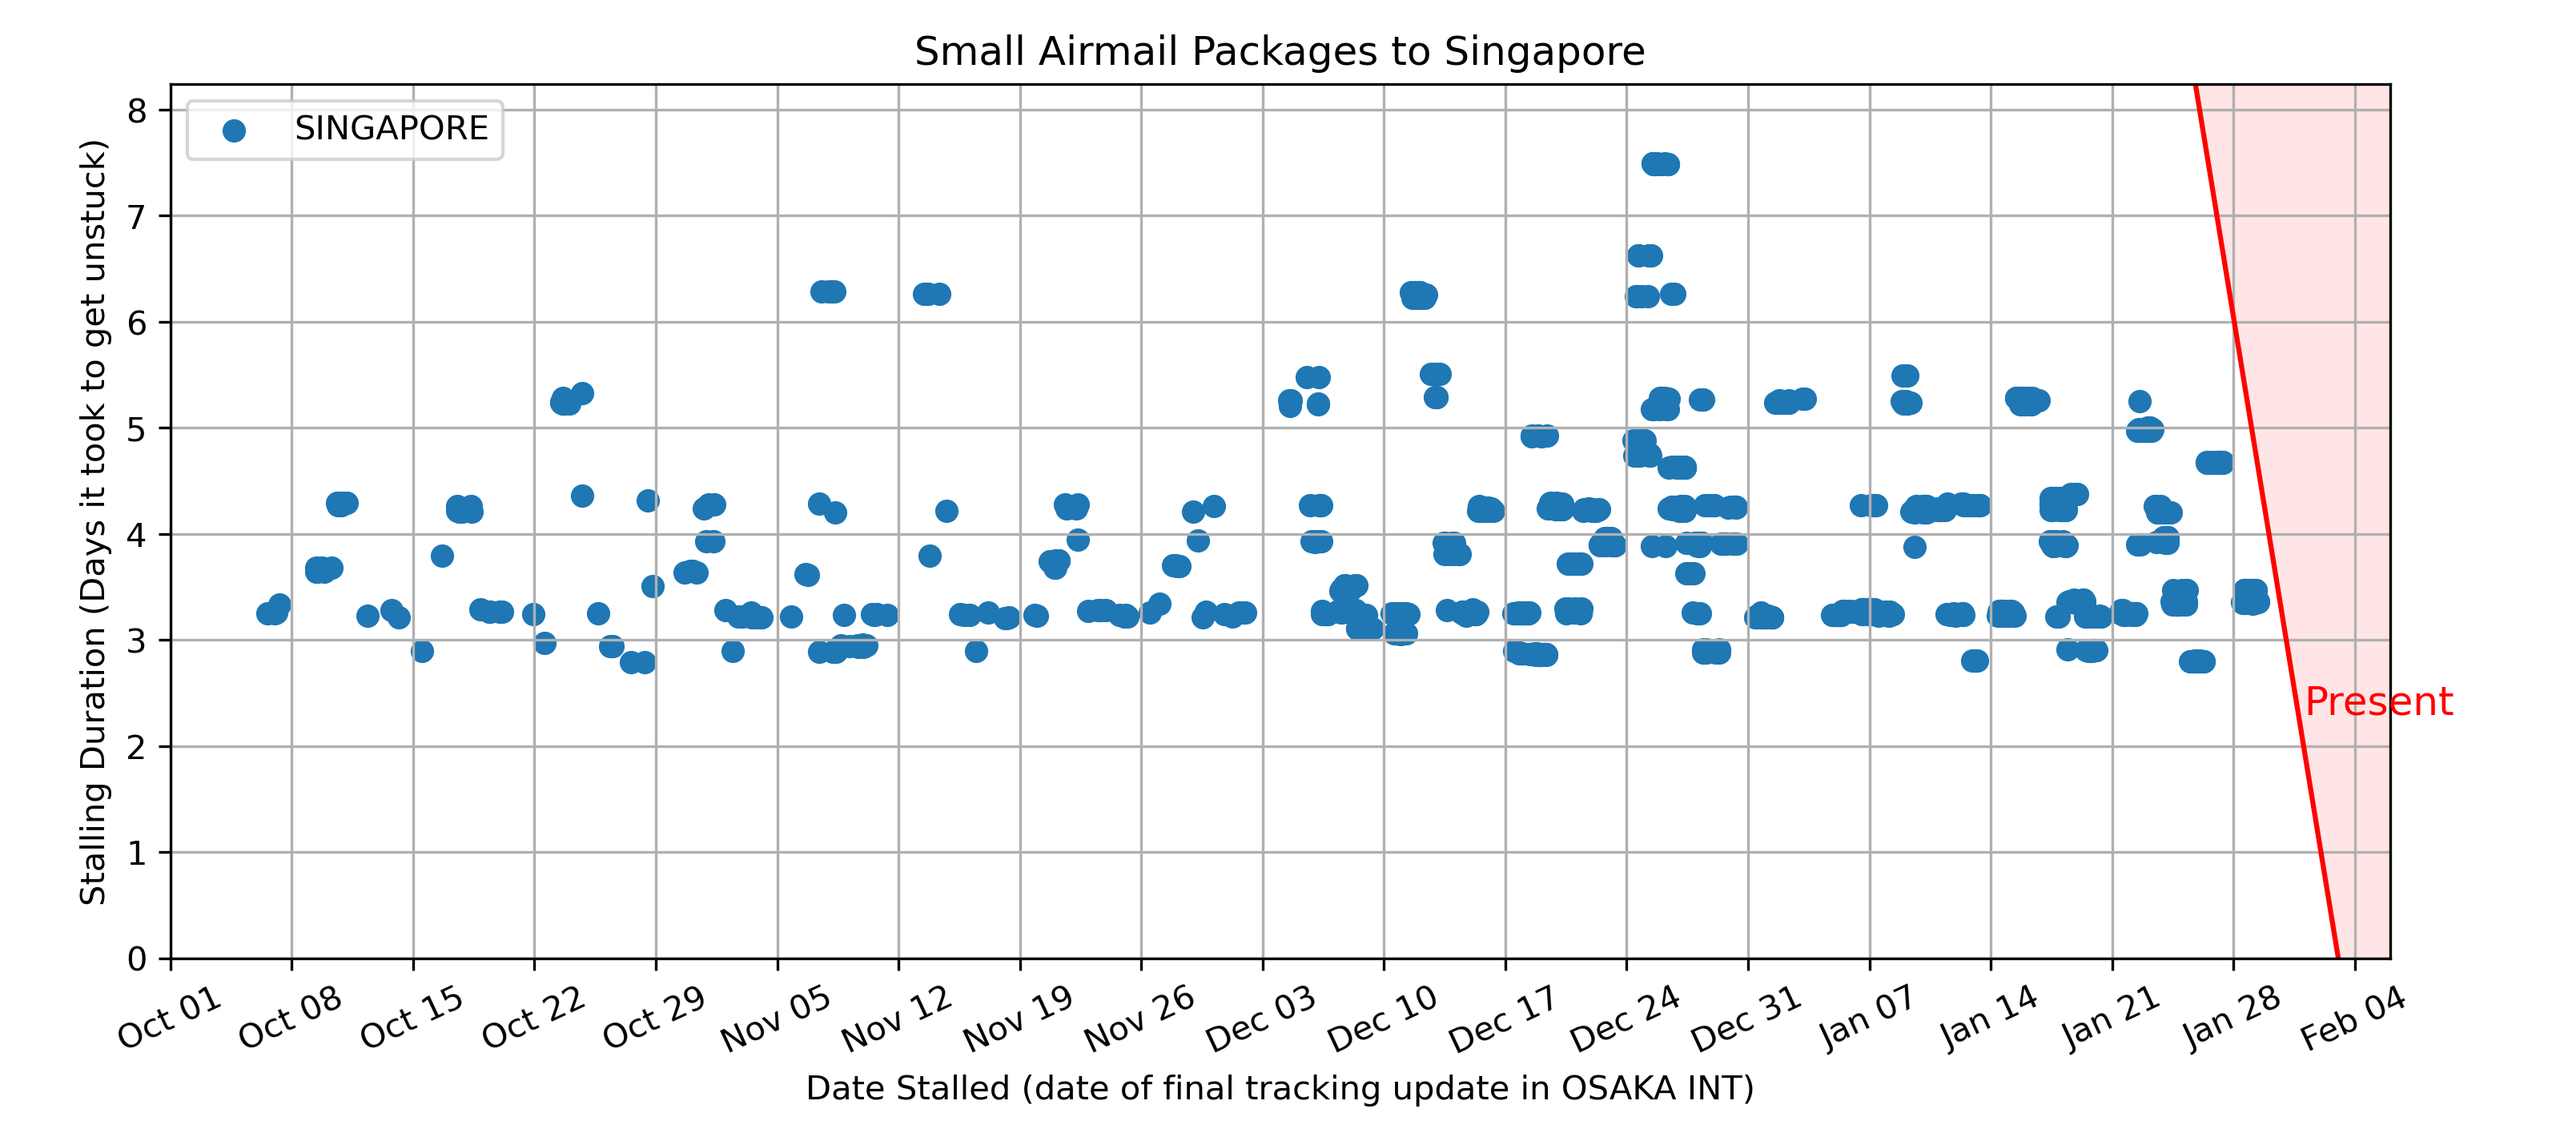 Small Airmail Packages to Singapore
SINGAPORE
Stalling Duration (Days it took to get unstuck)
8
7
6
5
4
3
2
1
0
Present
Oct 01 Oct 08 Oct 15 Oct 22 Oct 29 Nov 05 Nov 12 Nov 19 Nov 26 Dec 03 Dec 10 Dec 17 Dec 24 Dec 31 Jan 07 Jan 14 Jan 21 Jan 28 Feb 04
Date Stalled (date of final tracking update in OSAKA INT)